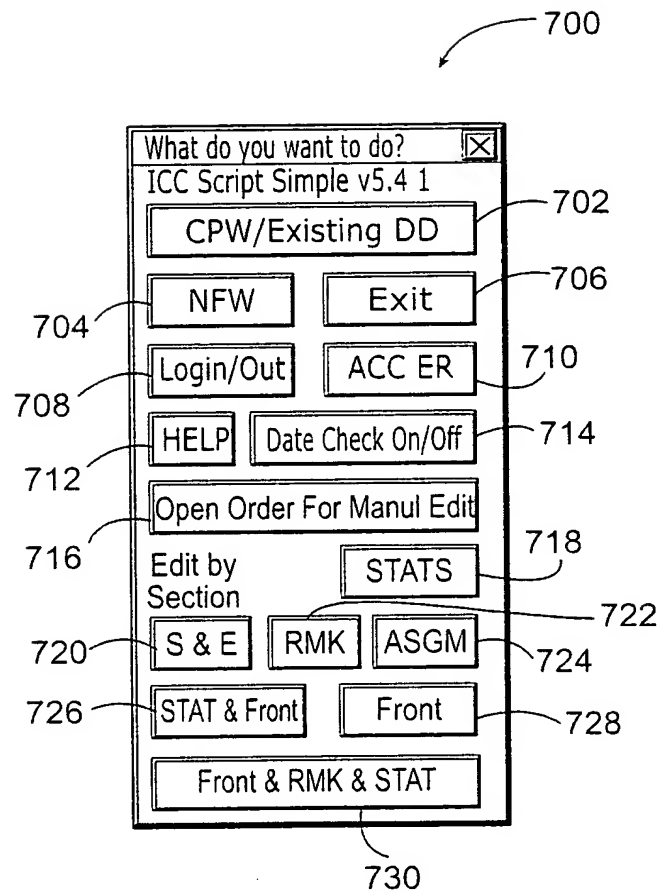 700
What do you want to do?
ICC Script Simple v5.4 1
702
CPW/Existing DD
704
NFW
Exit
706
708
Login/Out
ACC ER
710
712
HELP
Date Check On/Off
714
716
Open Order For Manul Edit
Edit by
Section
STATS
718
720
S & E
RMK
722
ASGM
724
726
STAT & Front
Front
728
Front & RMK & STAT
730